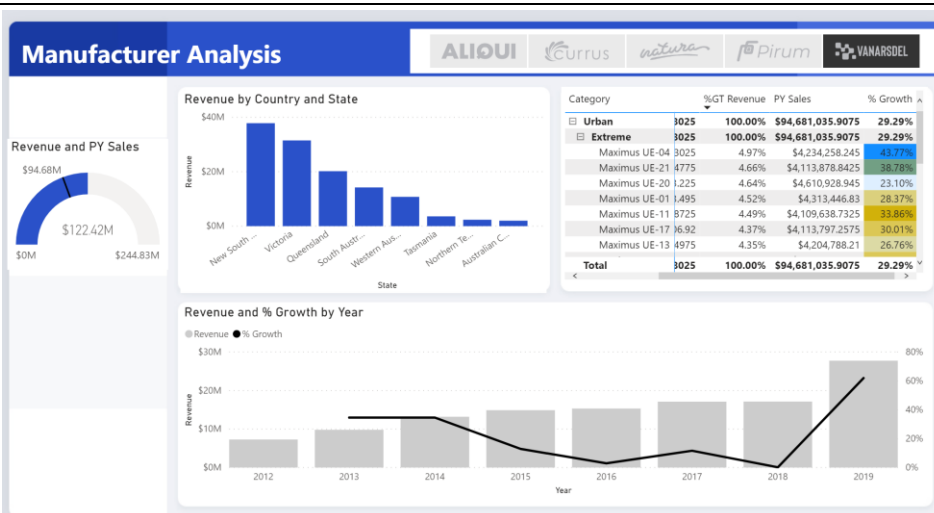 Manufacturer Analysis
ALIQUI
Currus
natura
Pirum
VANARSDEL
Revenue and PY Sales
$94.68M
$122.42M
$0M $244.83M
Revenue by Country and State
$40M
$20M
$0M
Revenue
New South ...
Victoria
Queensland
South Austr...
Western Aus...
Tasmania
Northern Te...
Australian C...
State
Category %GT Revenue PY Sales % Growth
Urban 3025 100.00% $94,681,035.9075 29.29%
Extreme 3025 100.00% $94,681,035.9075 29.29%
Maximus UE-04 3025 4.97% $4,234,258.245 43.77%
Maximus UE-21 4775 4.66% $4,113,878.8425 38.78%
Maximus UE-20 .225 4.64% $4,610,928.945 23.10%
Maximus UE-01 .495 4.52% $4,313,446.83 28.37%
Maximus UE-11 8725 4.49% $4,109,638.7325 33.86%
Maximus UE-17 06.92 4.37% $4,113,797.2575 30.01%
Maximus UE-13 4975 4.35% $4,204,788.21 26.76%
Total 3025 100.00% $94,681,035.9075 29.29%
Revenue and % Growth by Year
Revenue % Growth
$30M
$20M
$10M
$0M
Revenue
80%
60%
40%
20%
0%
2012 2013 2014 2015 2016 2017 2018 2019
Year